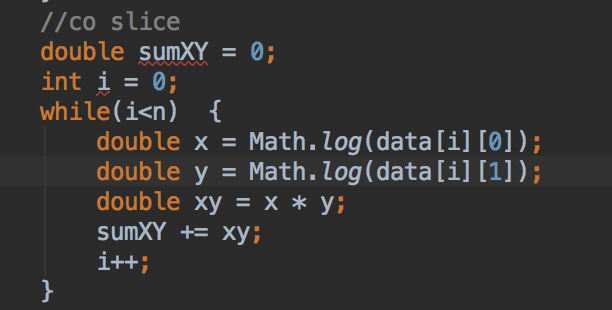 //co slice
double sumXY = 0;
int i = 0;
while(i<n)  {
    double x = Math.log(data[i][0]);
    double y = Math.log(data[i][1]);
    double xy = x * y;
    sumXY += xy;
    i++;
}